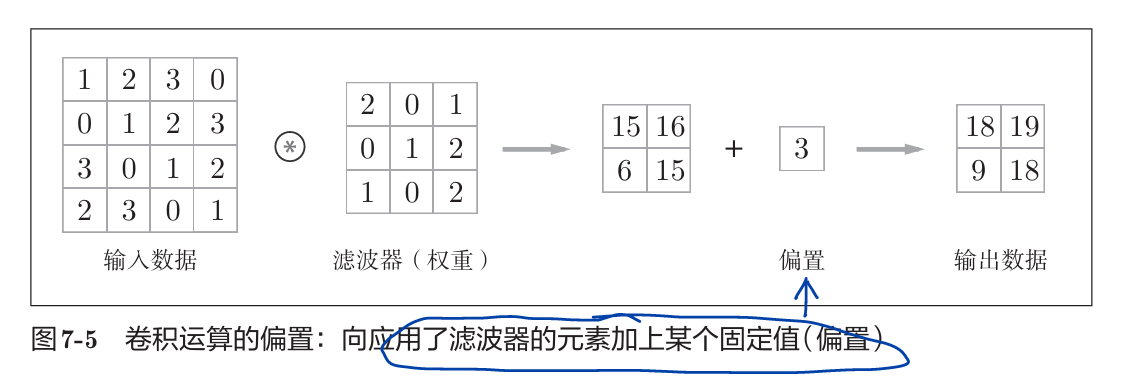 1 2 3 0
0 1 2 3
3 0 1 2
2 3 0 1
输入数据
⊛
2 0 1
0 1 2
1 0 2
滤波器（权重）
15 16
6 15
+
3
偏置
18 19
9 18
输出数据
图7-5 卷积运算的偏置：向应用了滤波器的元素加上某个固定值（偏置）